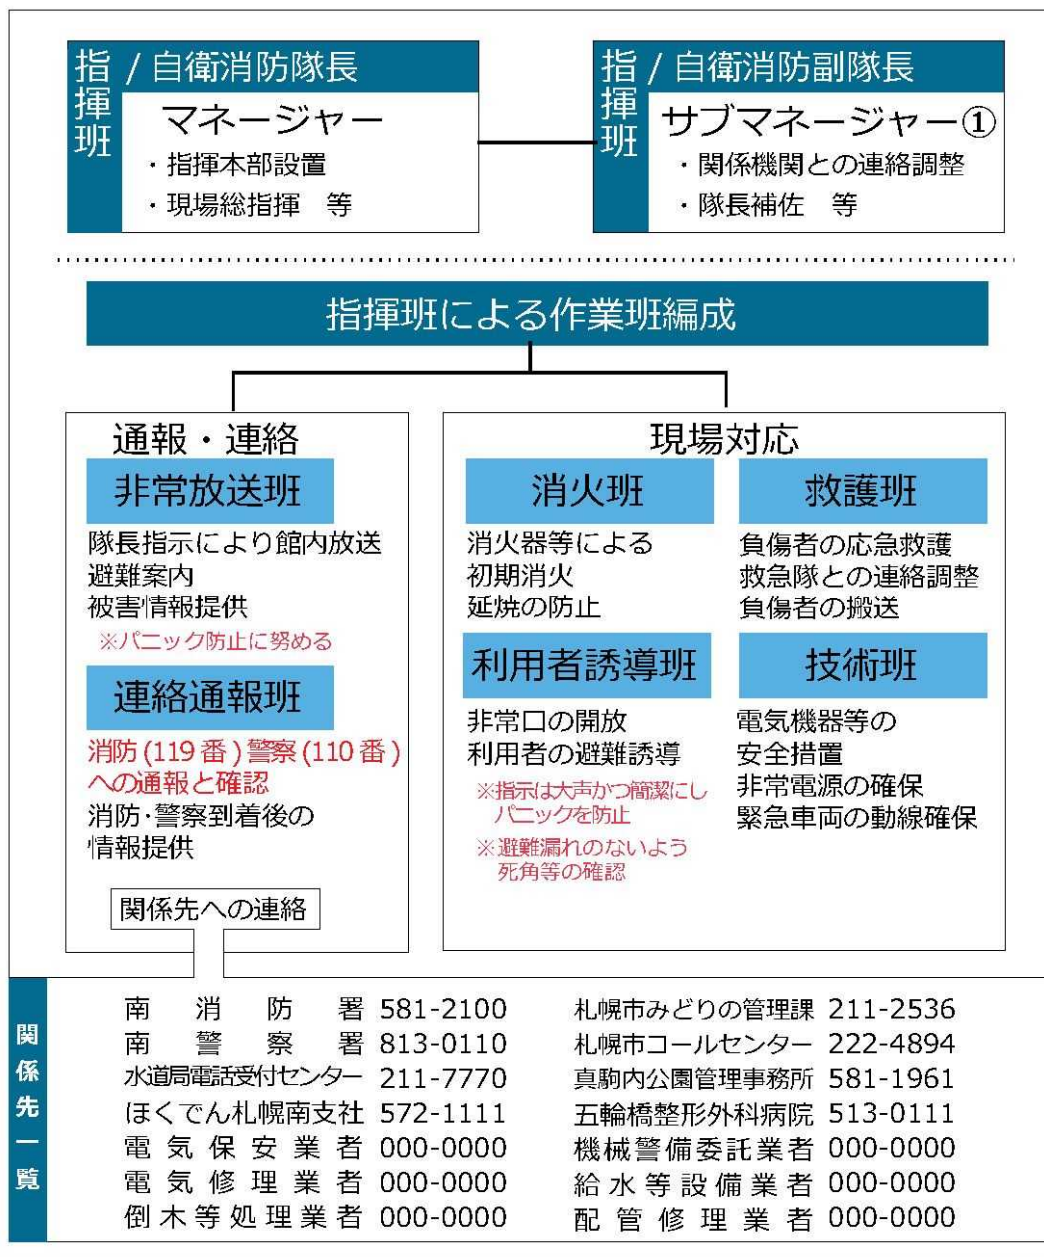 指揮班 / 自衛消防隊長
マネージャー
・指揮本部設置
・現場総指揮　等
指揮班 / 自衛消防副隊長
サブマネージャー①
・関係機関との連絡調整
・隊長補佐　等
指揮班による作業班編成
通報・連絡
非常放送班
隊長指示により館内放送
避難案内
被害情報提供
※パニック防止に努める
連絡通報班
消防(119番)警察(110番)
への通報と確認
消防・警察到着後の
情報提供
関係先への連絡
現場対応
消火班
消火器等による
初期消火
延焼の防止
救護班
負傷者の応急救護
救急隊との連絡調整
負傷者の搬送
利用者誘導班
非常口の開放
利用者の避難誘導
※指示は大声かつ簡潔にし
パニックを防止
※避難漏れのないよう
死角等の確認
技術班
電気機器等の
安全措置
非常電源の確保
緊急車両の動線確保
関係先一覧
南消防署 581-2100
南警察署 813-0110
水道局電話受付センター 211-7770
ほくでん札幌南支社 572-1111
電気保安業者 000-0000
電気修理業者 000-0000
倒木等処理業者 000-0000
札幌市みどりの管理課 211-2536
札幌市コールセンター 222-4894
真駒内公園管理事務所 581-1961
五輪橋整形外科病院 513-0111
機械警備委託業者 000-0000
給水等設備業者 000-0000
配管修理業者 000-0000